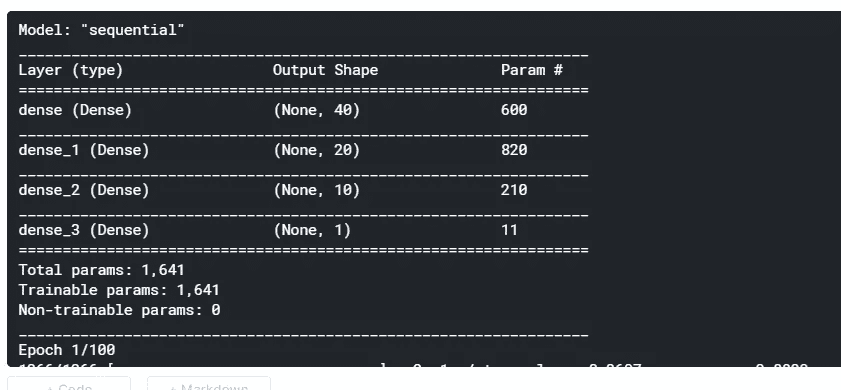 Model: "sequential"
_________________________________________________________________
Layer (type)                 Output Shape              Param #
=================================================================
dense (Dense)                (None, 40)                600
_________________________________________________________________
dense_1 (Dense)              (None, 20)                820
_________________________________________________________________
dense_2 (Dense)              (None, 10)                210
_________________________________________________________________
dense_3 (Dense)              (None, 1)                 11
=================================================================
Total params: 1,641
Trainable params: 1,641
Non-trainable params: 0
_________________________________________________________________
Epoch 1/100
+ Code + Markdown